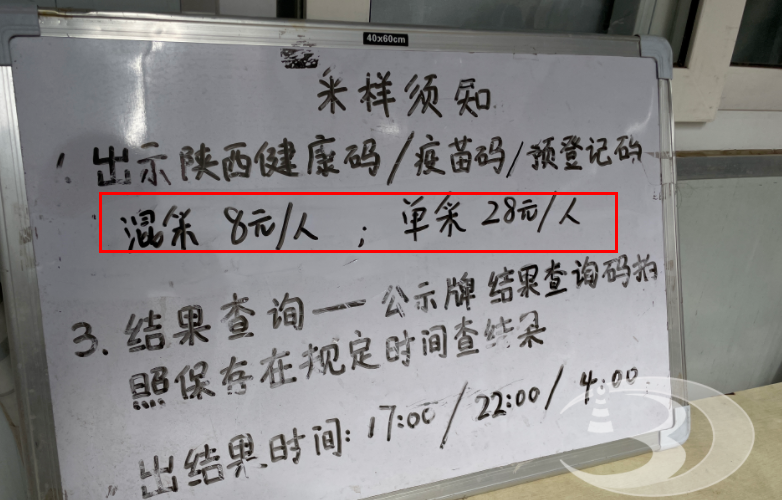 40x60cm
采样须知
1. 出示陕西健康码/疫苗码/预登记码
混采 8元/人 ; 单采 28元/人
3. 结果查询一一公示牌结果查询码拍
照保存在规定时间查结果
出结果时间: 17:00 / 22:00 / 4:00